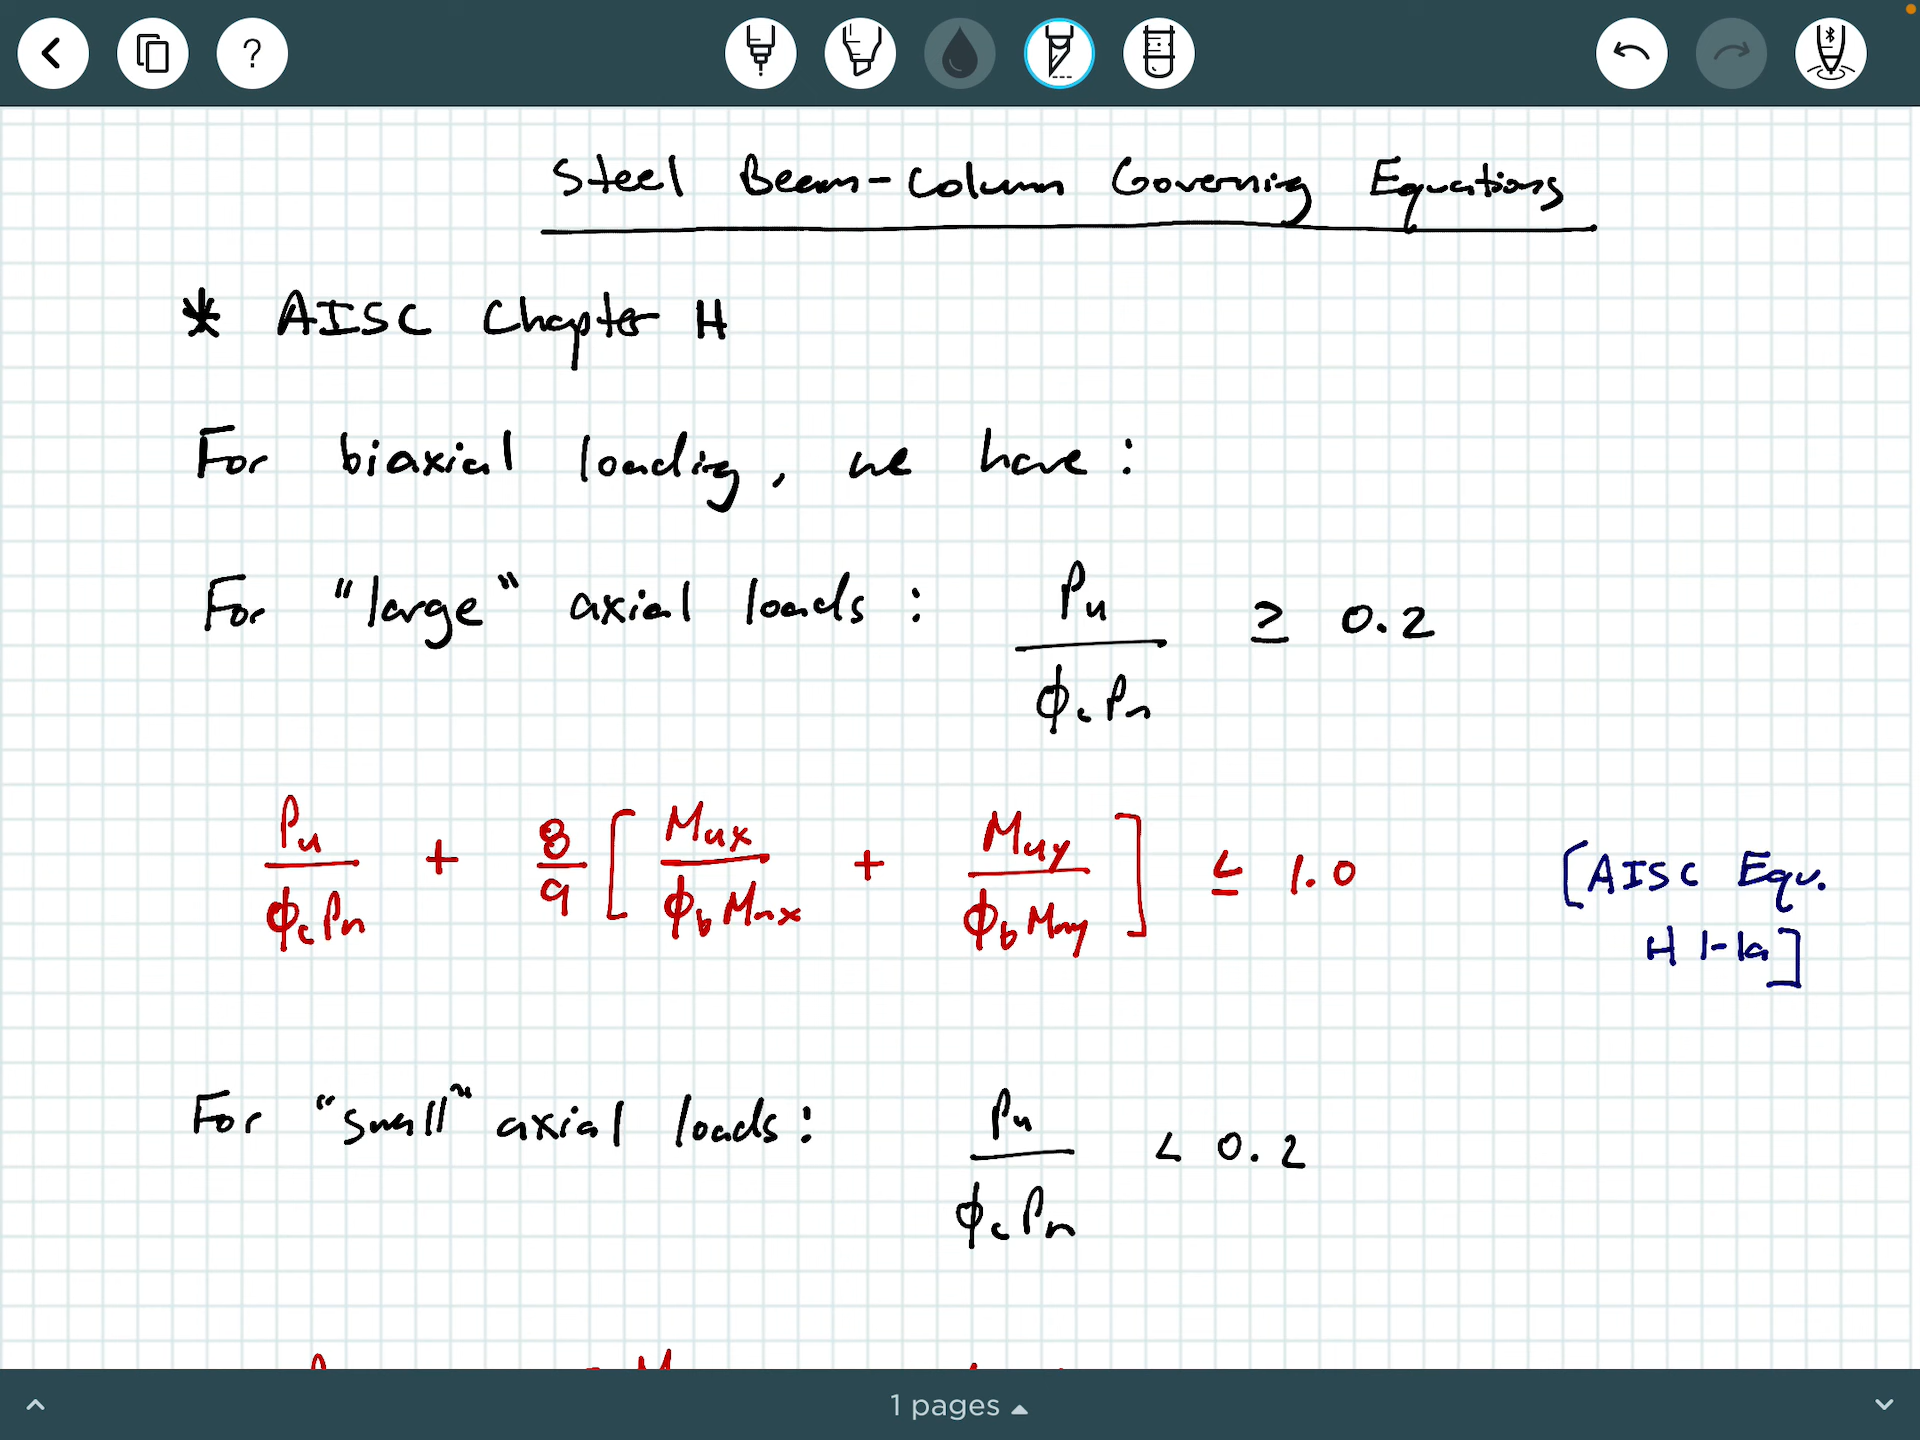 ?
Steel Beam-Column Governing Equations
* AISC Chapter H
For biaxial loading, we have:
For "large" axial loads: Pu / ϕcPn ≥ 0.2
Pu / ϕcPn + 8/9 [ Mux / ϕbMnx + Muy / ϕbMny ] ≤ 1.0
[AISC Equ.
H1-1a]
For "small" axial loads: Pu / ϕcPn < 0.2
1 pages